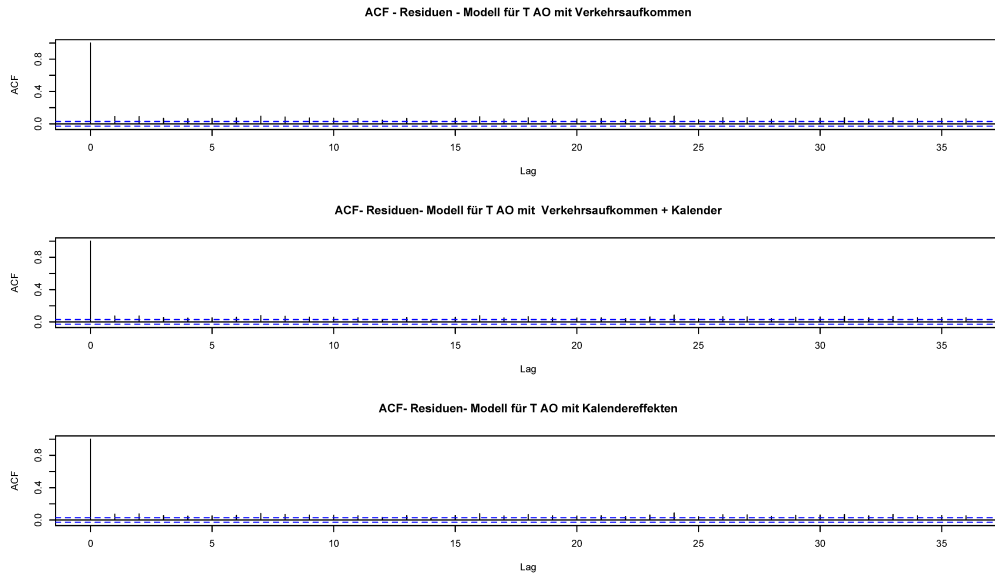 ACF - Residuen - Modell für T AO mit Verkehrsaufkommen
ACF
0.0 0.4 0.8
0 5 10 15 20 25 30 35
Lag
ACF- Residuen- Modell für T AO mit  Verkehrsaufkommen + Kalender
ACF
0.0 0.4 0.8
0 5 10 15 20 25 30 35
Lag
ACF- Residuen- Modell für T AO mit Kalendereffekten
ACF
0.0 0.4 0.8
0 5 10 15 20 25 30 35
Lag